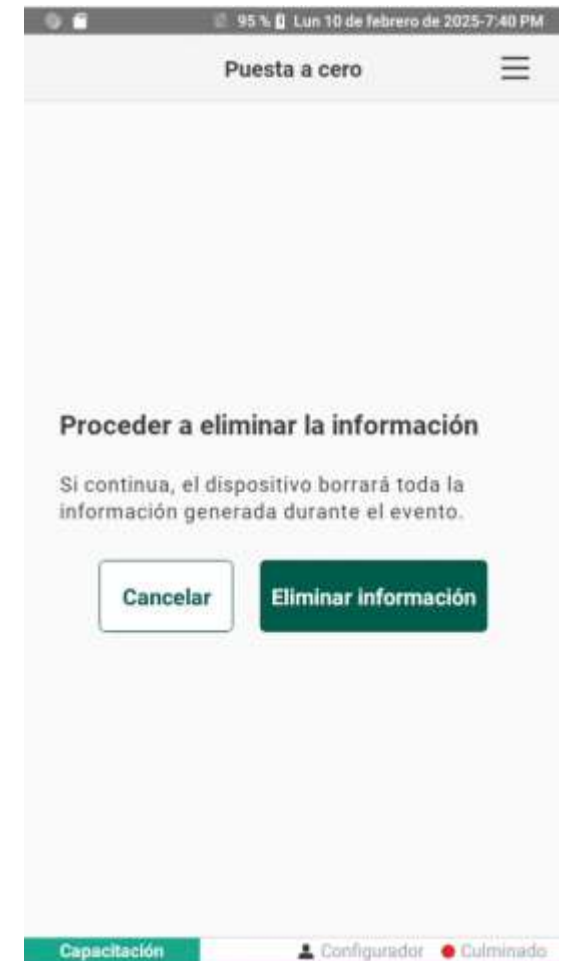 95 % Lun 10 de febrero de 2025-7:40 PM
Puesta a cero
Proceder a eliminar la información
Si continua, el dispositivo borrará toda la
información generada durante el evento.
Cancelar
Eliminar información
Capacitación
Configurador
Culminado